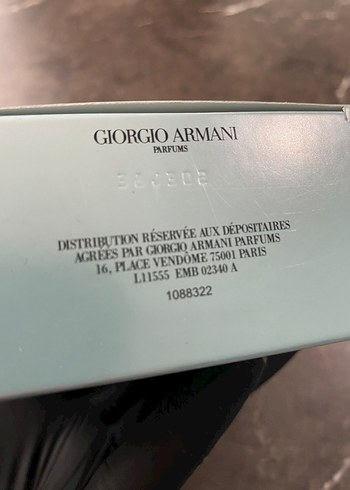 GIORGIO ARMANI
PARFUMS
DISTRIBUTION RÉSERVÉE AUX DÉPOSITAIRES
AGRÉES PAR GIORGIO ARMANI PARFUMS
16, PLACE VENDÔME 75001 PARIS
L11555 EMB 02340 A
1088322